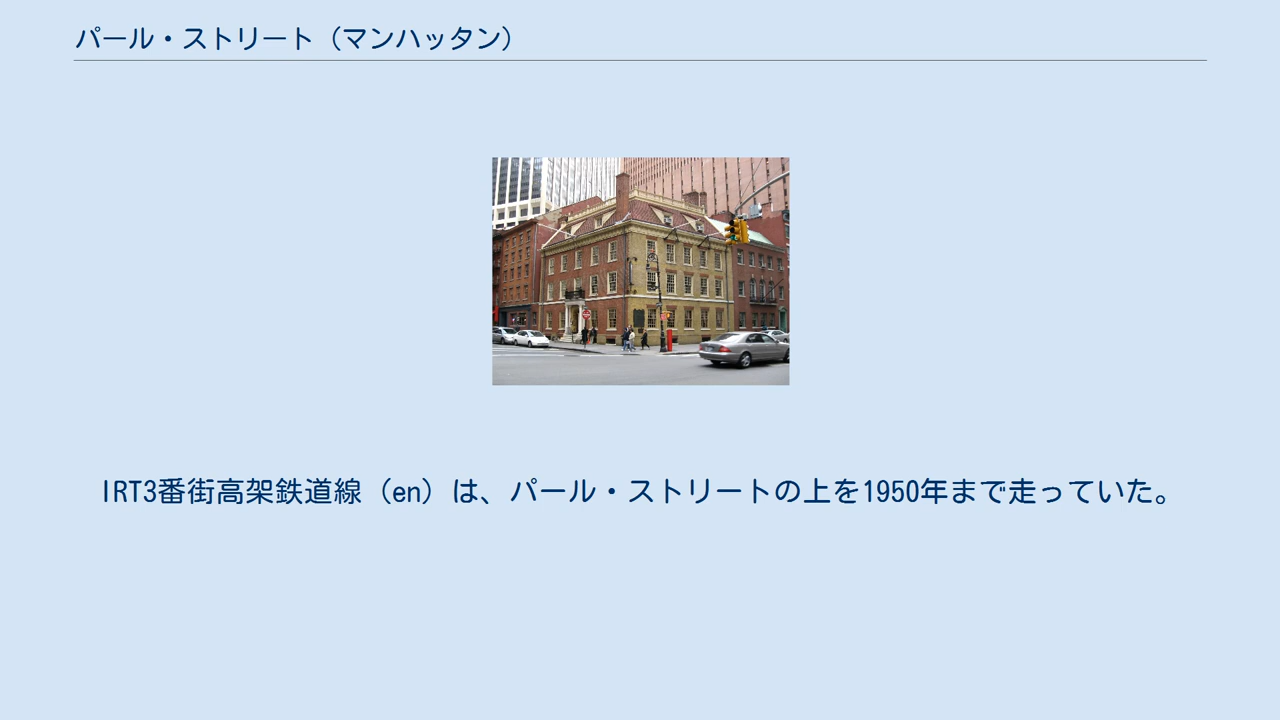 パール・ストリート（マンハッタン）
IRT3番街高架鉄道線（en）は、パール・ストリートの上を1950年まで走っていた。